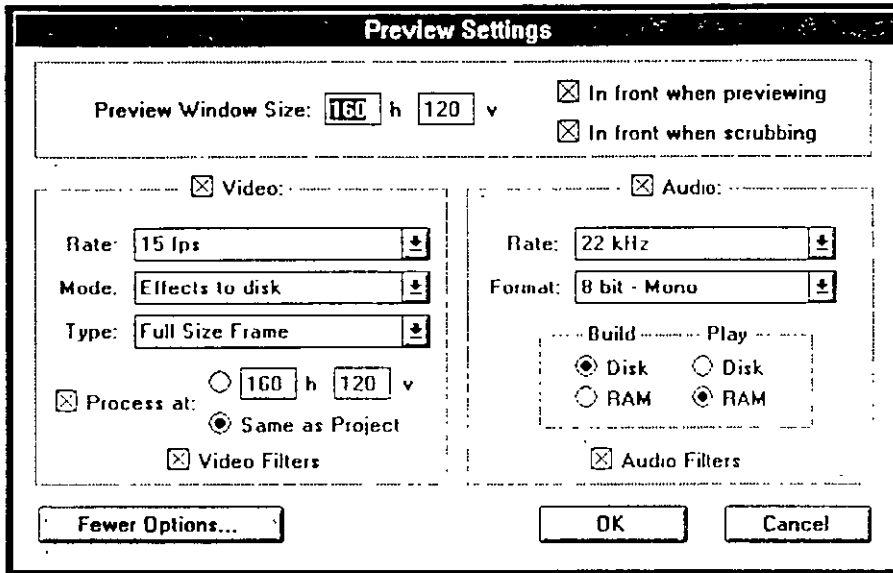 Preview Settings
Preview Window Size: 160 h 120 v
In front when previewing
In front when scrubbing
Video:
Rate: 15 fps
Mode: Effects to disk
Type: Full Size Frame
Process at: 160 h 120 v
Same as Project
Video Filters
Audio:
Rate: 22 kHz
Format: 8 bit - Mono
Build Play
Disk Disk
RAM RAM
Audio Filters
Fewer Options... OK Cancel